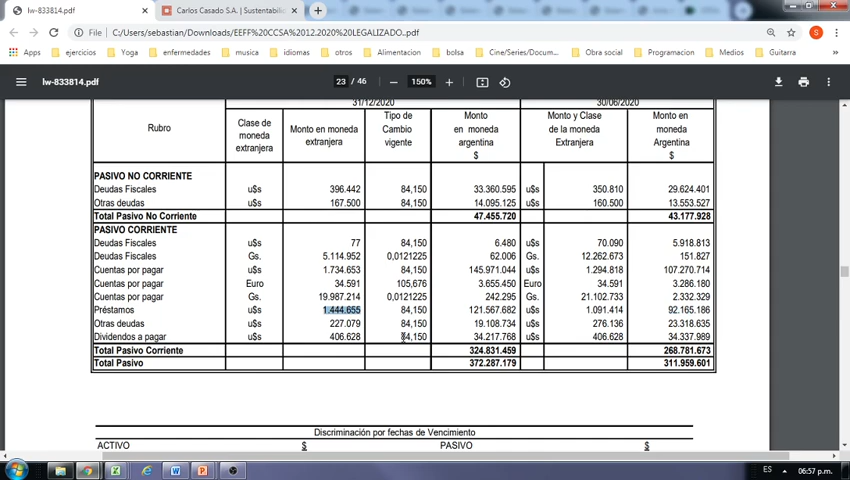 lw-833814.pdf
Carlos Casado S.A. | Sustentabili
C:/Users/sebastian/Downloads/EEFF%20CCSA%2012.2020%20LEGALIZADO..pdf
S
ejercicios Yoga enfermedades musica idiomas otros Alimentacion bolsa Cine/Series/Docum... Obra social Programacion Medios Guitarra
lw-833814.pdf 23 / 46 150%
31/12/2020 30/06/2020
Rubro
Clase de moneda extranjera
Monto en moneda extranjera
Tipo de Cambio vigente
Monto en moneda argentina $
Monto y Clase de la moneda Extranjera
Monto en moneda Argentina $
PASIVO NO CORRIENTE
Deudas Fiscales u$s 396.442 84,150 33.360.595 u$s 350.810 29.624.401
Otras deudas u$s 167.500 84,150 14.095.125 u$s 160.500 13.553.527
Total Pasivo No Corriente 47.455.720 43.177.928
PASIVO CORRIENTE
Deudas Fiscales u$s 77 84,150 6.480 u$s 70.090 5.918.813
Deudas Fiscales Gs. 5.114.952 0,0121225 62.006 Gs. 12.262.673 151.827
Cuentas por pagar u$s 1.734.653 84,150 145.971.044 u$s 1.294.818 107.270.714
Cuentas por pagar Euro 34.591 105,676 3.655.450 Euro 34.591 3.286.180
Cuentas por pagar Gs. 19.987.214 0,0121225 242.295 Gs. 21.102.733 2.332.329
Préstamos u$s 1.444.655 84,150 121.567.682 u$s 1.091.414 92.165.186
Otras deudas u$s 227.079 84,150 19.108.734 u$s 276.136 23.318.635
Dividendos a pagar u$s 406.628 84,150 34.217.768 u$s 406.628 34.337.989
Total Pasivo Corriente 324.831.459 268.781.673
Total Pasivo 372.287.179 311.959.601
Discriminación por fechas de Vencimiento
ACTIVO $ PASIVO $
ES 06:57 p.m.